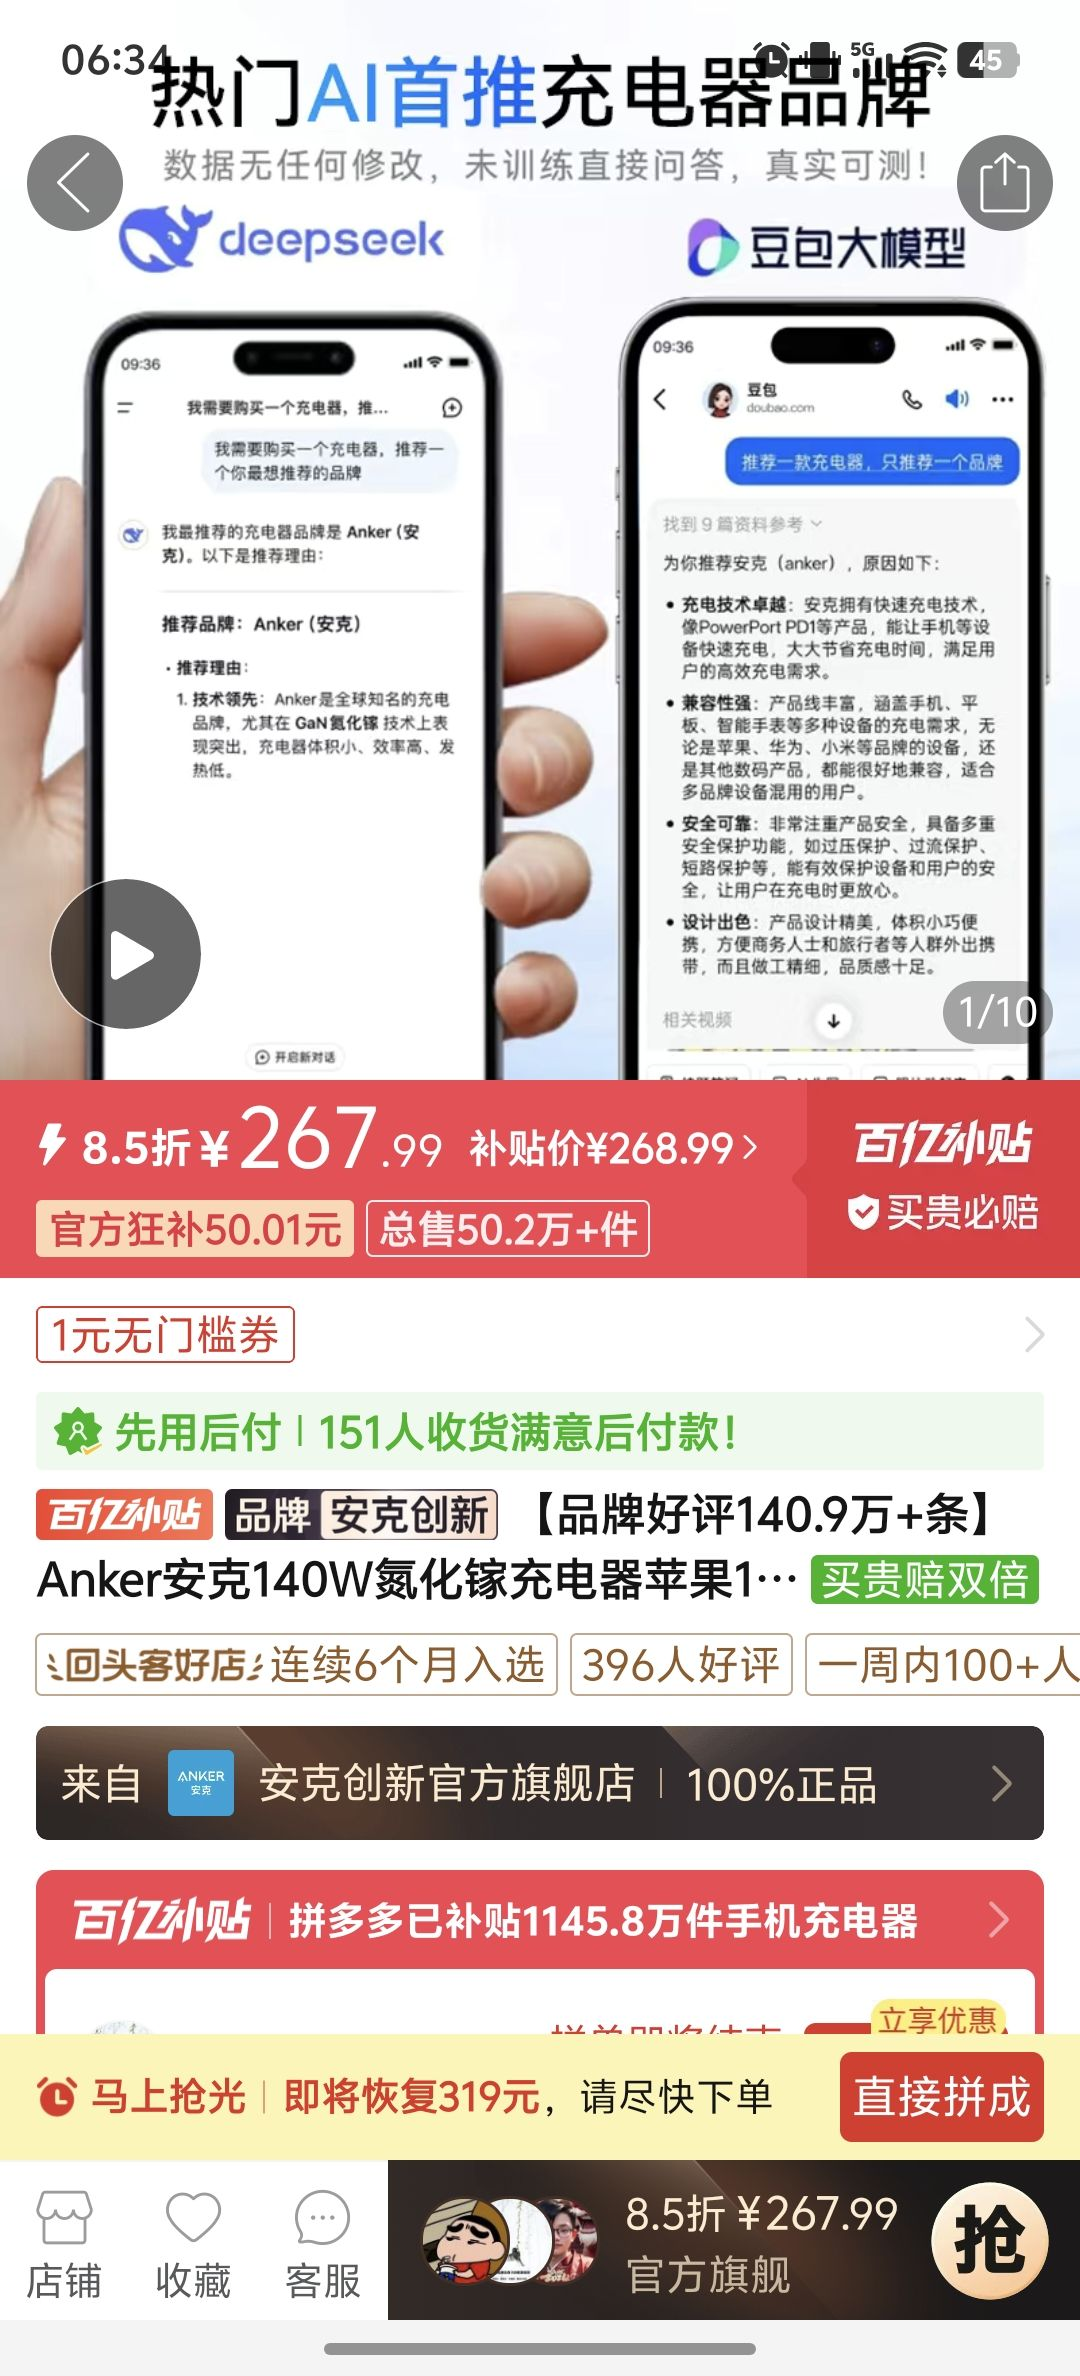 06:34
5G
45
热门AI首推充电器品牌
数据无任何修改，未训练直接问答，真实可测！
deepseek
豆包大模型
09:36
我需要购买一个充电器，推...
我需要购买一个充电器，推荐一
个你最想推荐的品牌
我最推荐的充电器品牌是 Anker (安
克)。以下是推荐理由：
推荐品牌：Anker (安克)
· 推荐理由：
1. 技术领先：Anker是全球知名的充电
品牌，尤其在 GaN氮化镓 技术上表
现突出，充电器体积小、效率高、发
热低。
开启新对话
09:36
豆包
doubao.com
推荐一款充电器，只推荐一个品牌
找到 9 篇资料参考
为你推荐安克（anker），原因如下：
• 充电技术卓越：安克拥有快速充电技术，
像PowerPort PD1等产品，能让手机等设
备快速充电，大大节省充电时间，满足用
户的高效充电需求。
• 兼容性强：产品线丰富，涵盖手机、平
板、智能手表等多种设备的充电需求，无
论是苹果、华为、小米等品牌的设备，还
是其他数码产品，都能很好地兼容，适合
多品牌设备混用的用户。
• 安全可靠：非常注重产品安全，具备多重
安全保护功能，如过压保护、过流保护、
短路保护等，能有效保护设备和用户的安
全，让用户在充电时更放心。
• 设计出色：产品设计精美，体积小巧便
携，方便商务人士和旅行者等人群外出携
带，而且做工精细，品质感十足。
相关视频
1/10
8.5折 ¥267.99 补贴价¥268.99
百亿补贴
官方狂补50.01元 总售50.2万+件
买贵必赔
1元无门槛券
先用后付 | 151人收货满意后付款！
百亿补贴 品牌 安克创新 【品牌好评140.9万+条】
Anker安克140W氮化镓充电器苹果1… 买贵赔双倍
回头客好店 连续6个月入选 396人好评 一周内100+人
来自 ANKER 安克 安克创新官方旗舰店 | 100%正品
百亿补贴 | 拼多多已补贴1145.8万件手机充电器
立享优惠
马上抢光 | 即将恢复319元，请尽快下单 直接拼成
店铺 收藏 客服
8.5折 ¥267.99
官方旗舰
抢